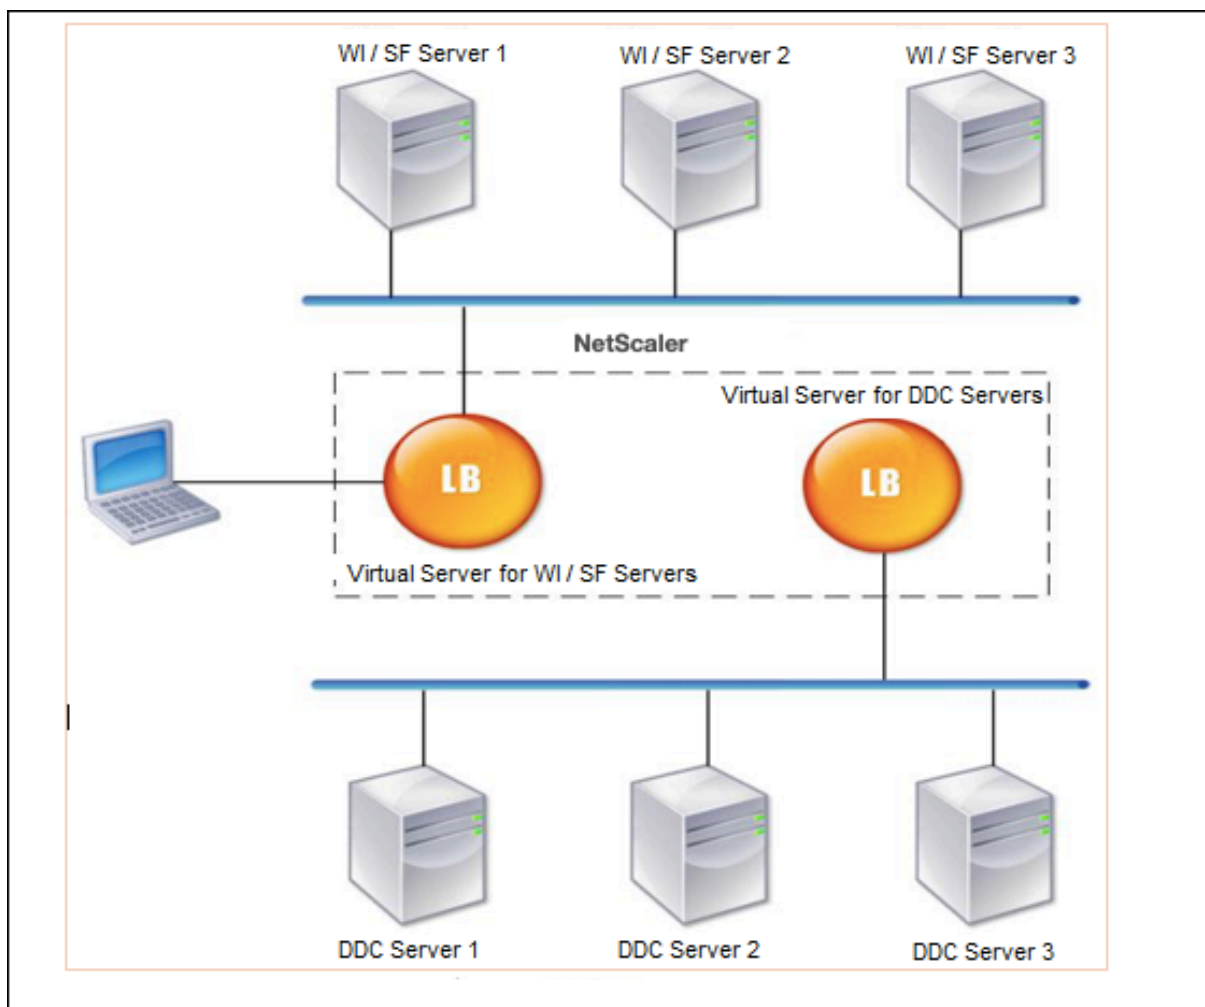 WI / SF Server 1
WI / SF Server 2
WI / SF Server 3
NetScaler
Virtual Server for DDC Servers
LB
LB
Virtual Server for WI / SF Servers
DDC Server 1
DDC Server 2
DDC Server 3